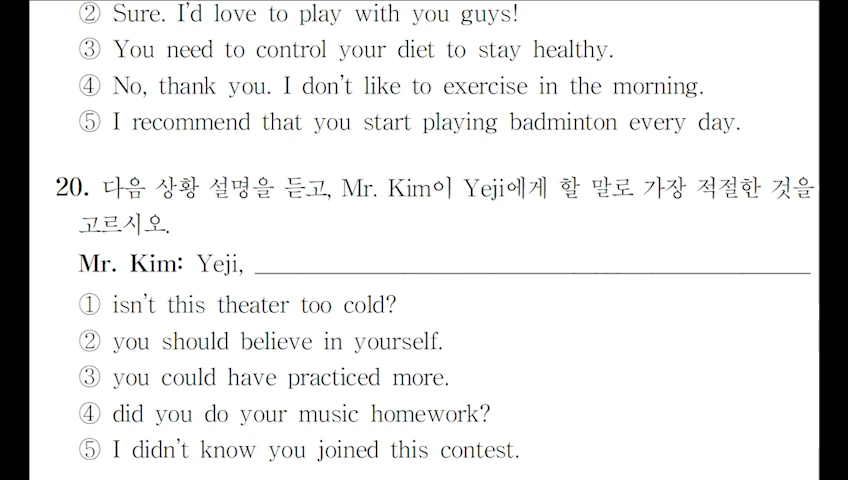 ② Sure. I'd love to play with you guys!
③ You need to control your diet to stay healthy.
④ No, thank you. I don't like to exercise in the morning.
⑤ I recommend that you start playing badminton every day.
20. 다음 상황 설명을 듣고, Mr. Kim이 Yeji에게 할 말로 가장 적절한 것을
고르시오.
Mr. Kim: Yeji, ______________________________
① isn't this theater too cold?
② you should believe in yourself.
③ you could have practiced more.
④ did you do your music homework?
⑤ I didn't know you joined this contest.